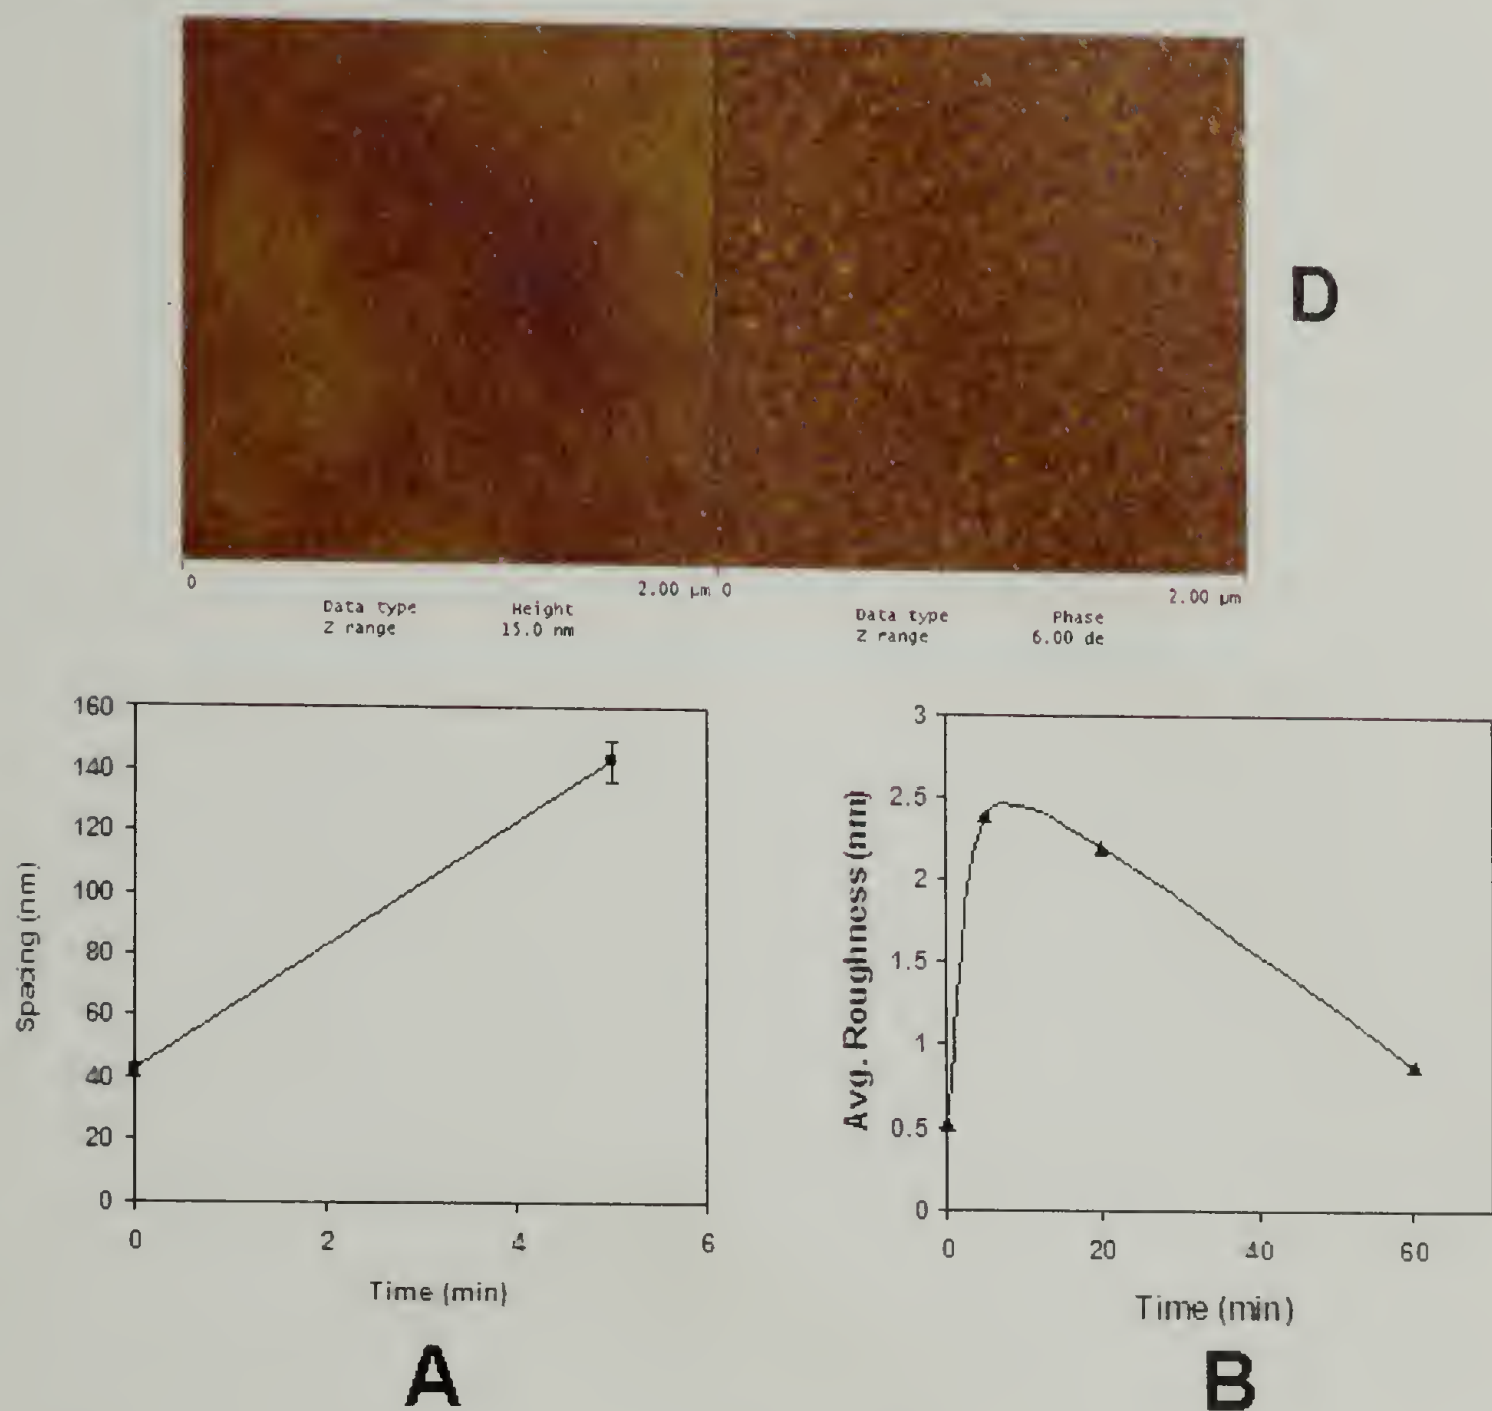 D
0
2.00 µm 0
2.00 µm
Data type Height
Z range 15.0 nm
Data type Phase
Z range 6.00 de
160
140
120
100
80
60
40
20
0
Spacing (nm)
0 2 4 6
Time (min)
A
3
2.5
2
1.5
1
0.5
0
Avg. Roughness (nm)
0 20 40 60
Time (min)
B